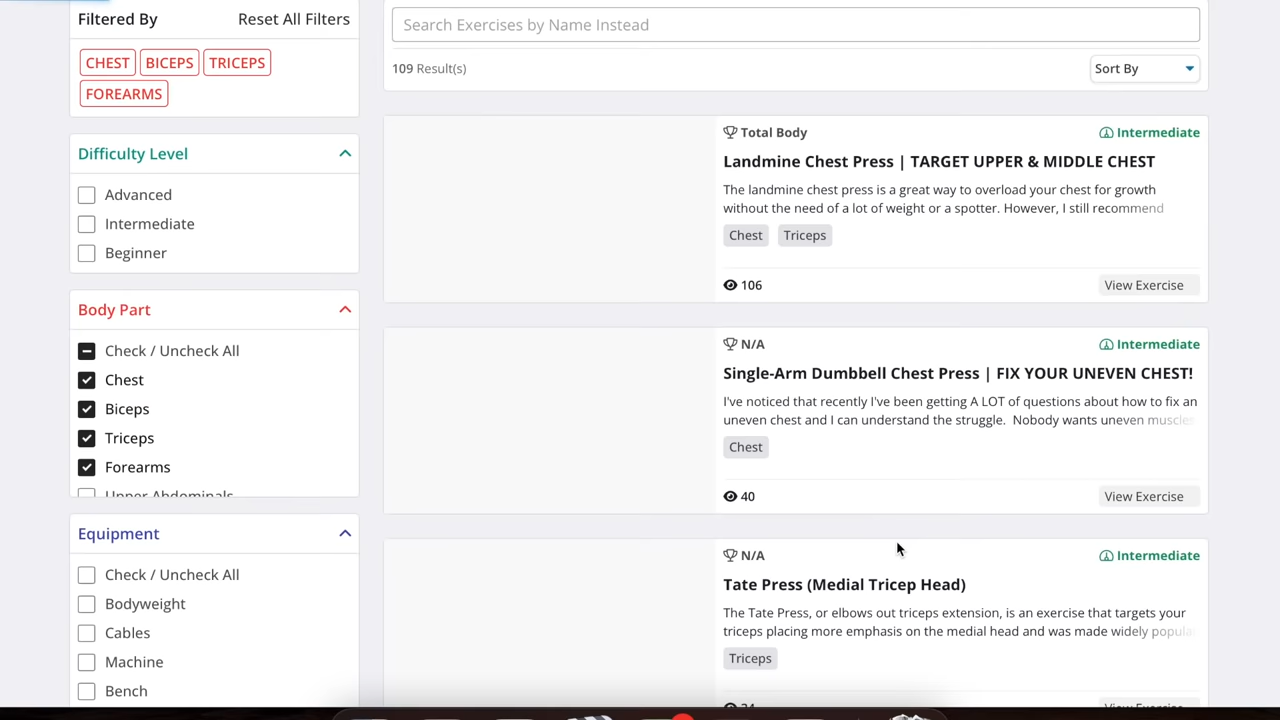 Filtered By
Reset All Filters
CHEST
BICEPS
TRICEPS
FOREARMS
Difficulty Level
Advanced
Intermediate
Beginner
Body Part
Check / Uncheck All
Chest
Biceps
Triceps
Forearms
Upper Abdominals
Equipment
Check / Uncheck All
Bodyweight
Cables
Machine
Bench
Search Exercises by Name Instead
109 Result(s)
Sort By
Total Body
Intermediate
Landmine Chest Press | TARGET UPPER & MIDDLE CHEST
The landmine chest press is a great way to overload your chest for growth
without the need of a lot of weight or a spotter. However, I still recommend
Chest
Triceps
106
View Exercise
N/A
Intermediate
Single-Arm Dumbbell Chest Press | FIX YOUR UNEVEN CHEST!
I've noticed that recently I've been getting A LOT of questions about how to fix an
uneven chest and I can understand the struggle. Nobody wants uneven muscles
Chest
40
View Exercise
N/A
Intermediate
Tate Press (Medial Tricep Head)
The Tate Press, or elbows out triceps extension, is an exercise that targets your
triceps placing more emphasis on the medial head and was made widely popula
Triceps
View Exercise